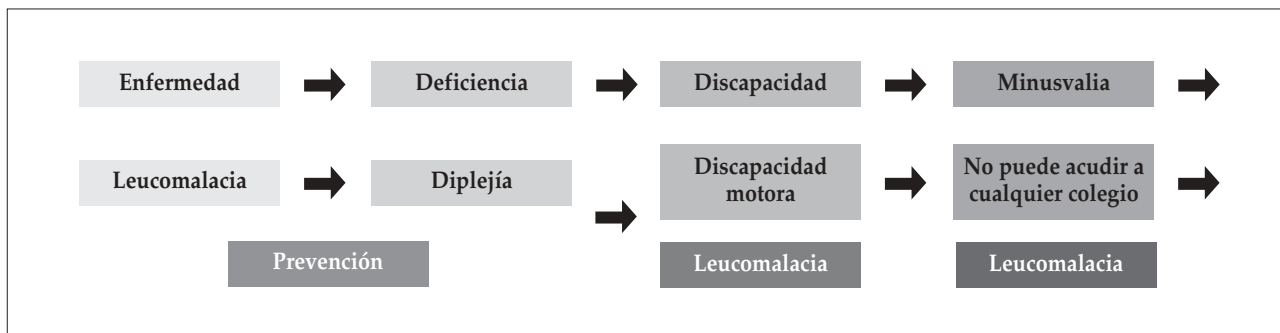 Enfermedad
Deficiencia
Discapacidad
Minusvalia
Leucomalacia
Diplejía
Discapacidad
motora
No puede acudir a
cualquier colegio
Prevención
Leucomalacia
Leucomalacia